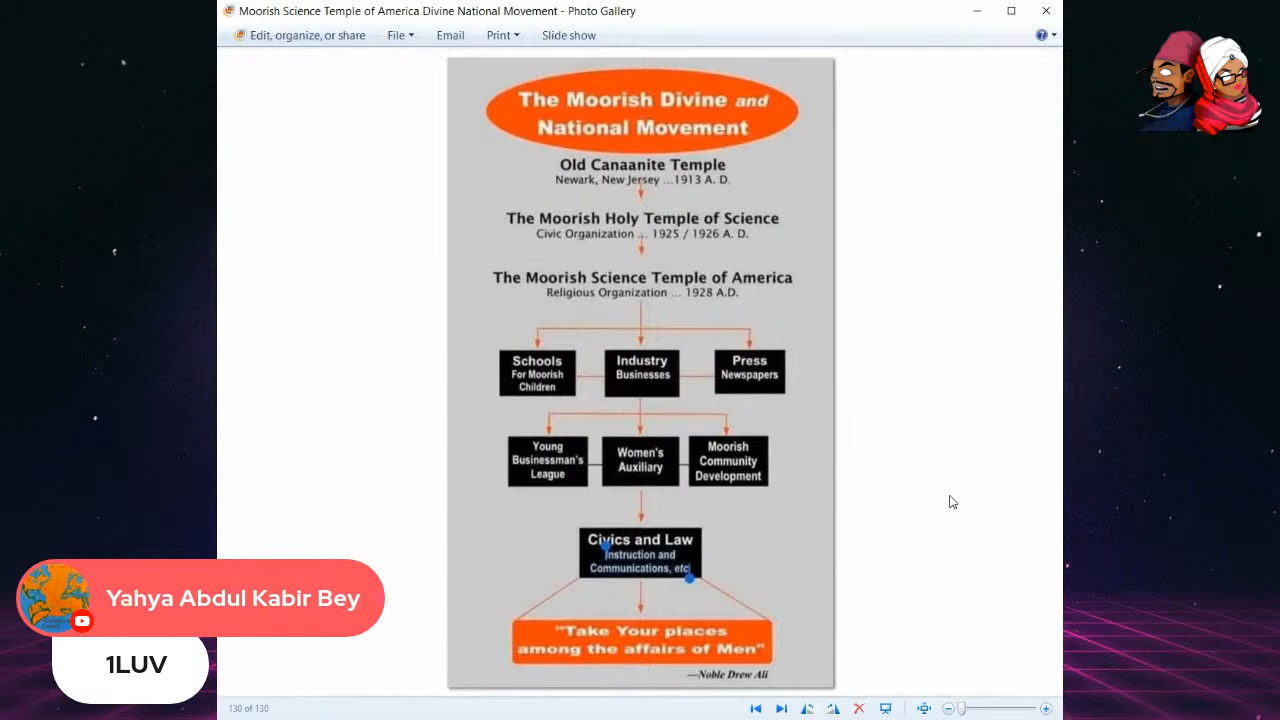 Moorish Science Temple of America Divine National Movement - Photo Gallery
Edit, organize, or share File Email Print Slide show
The Moorish Divine and
National Movement
Old Canaanite Temple
Newark, New Jersey ...1913 A. D.
The Moorish Holy Temple of Science
Civic Organization ... 1925 / 1926 A. D.
The Moorish Science Temple of America
Religious Organization ... 1928 A.D.
Schools
For Moorish
Children
Industry
Businesses
Press
Newspapers
Young
Businessman's
League
Women's
Auxiliary
Moorish
Community
Development
Civics and Law
Instruction and
Communications, etc
"Take Your places
among the affairs of Men"
—Noble Drew Ali
Yahya Abdul Kabir Bey
1LUV
130 of 130